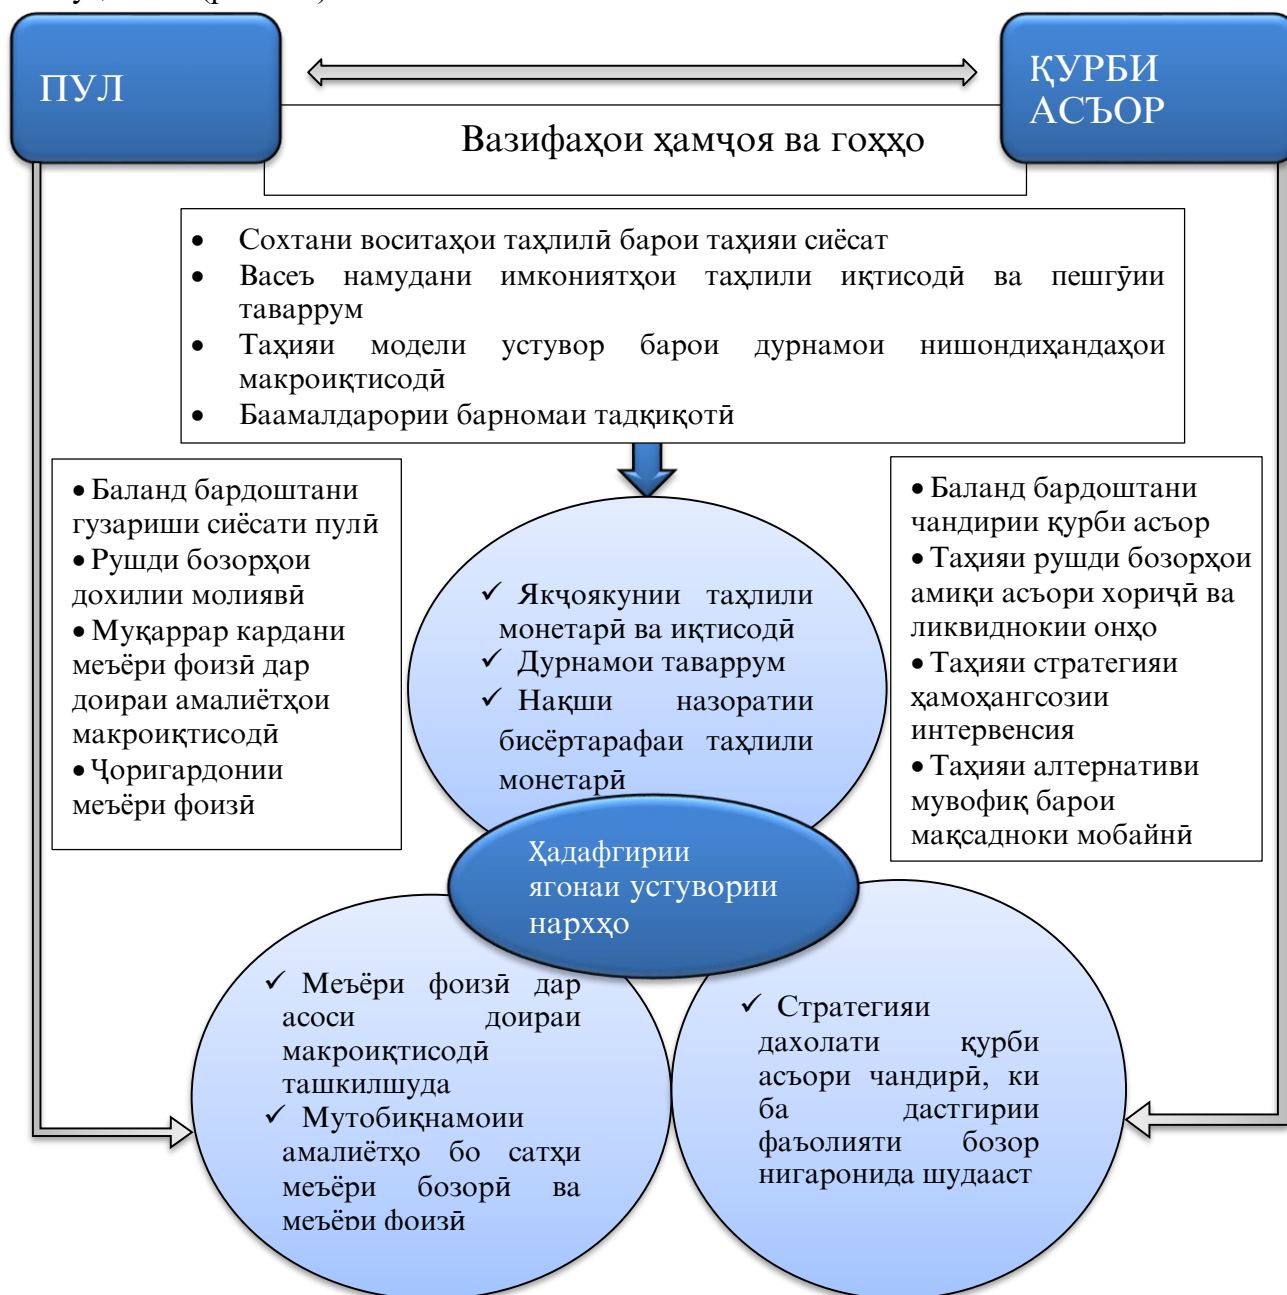 ПУЛ
ҚУРБИ
АСЪОР
Вазифаҳои ҳамҷоя ва гоҳҳо
• Сохтани воситаҳои таҳлилӣ барои таҳияи сиёсат
• Васеъ намудани имкониятҳои таҳлили иқтисодӣ ва пешгӯии
таваррум
• Таҳияи модели устувор барои дурнамои нишондиҳандаҳои
макроиқтисодӣ
• Баамалдарории барномаи тадқиқотӣ
• Баланд бардоштани
гузариши сиёсати пулӣ
• Рушди бозорҳои
дохилии молиявӣ
• Муқаррар кардани
меъёри фоизӣ дар
доираи амалиётҳои
макроиқтисодӣ
• Ҷоригардонии
меъёри фоизӣ
✓ Якҷоякунии таҳлили
монетарӣ ва иқтисодӣ
✓ Дурнамои таваррум
✓ Нақши назоратии
бисёртарафаи таҳлили
монетарӣ
• Баланд бардоштани
чандирии қурби асъор
• Таҳияи рушди бозорҳои
амиқи асъори хориҷӣ ва
ликвиднокии онҳо
• Таҳияи стратегияи
ҳамоҳангсозии
интервенсия
• Таҳияи алтернативи
мувофиқ барои
мақсадноки мобайнӣ
Ҳадафгирии
ягонаи устувории
нархҳо
✓ Меъёри фоизӣ дар
асоси доираи
макроиқтисодӣ
ташкилшуда
✓ Мутобиқнамоии
амалиётҳо бо сатҳи
меъёри бозорӣ ва
меъёри фоизӣ
✓ Стратегияи
дахолати қурби
асъори чандирӣ, ки
ба дастгирии
фаъолияти бозор
нигаронида шудааст